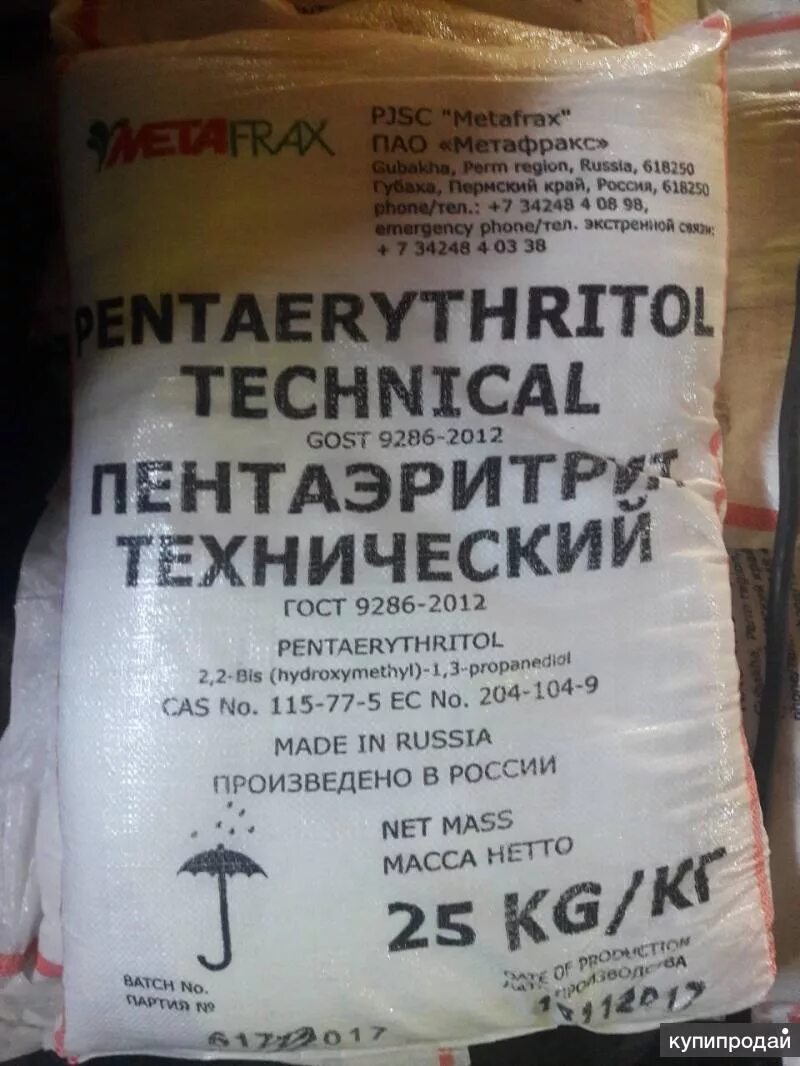 METAFRAX
PJSC "Metafrax"
ПАО «Метафракс»
Gubakha, Perm region, Russia, 618250
Губаха, Пермский край, Россия, 618250
phone/тел.: +7 34248 4 08 98,
emergency phone/тел. экстренной связи:
+ 7 34248 4 03 38
PENTAERYTHRITOL
TECHNICAL
GOST 9286-2012
ПЕНТАЭРИТРИТ
ТЕХНИЧЕСКИЙ
ГОСТ 9286-2012
PENTAERYTHRITOL
2,2-Bis (hydroxymethyl)-1,3-propanediol
CAS No. 115-77-5 EC No. 204-104-9
MADE IN RUSSIA
ПРОИЗВЕДЕНО В РОССИИ
NET MASS
МАССА НЕТТО
25 KG/КГ
DATE OF PRODUCTION
ДАТА ПРОИЗВОДСТВА
BATCH No.
ПАРТИЯ №
купипродай